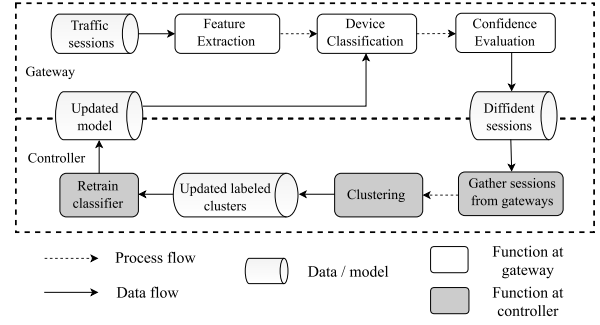 Traffic
sessions
Feature
Extraction
Device
Classification
Confidence
Evaluation
Gateway
Updated
model
Diffident
sessions
Controller
Retrain
classifier
Updated labeled
clusters
Clustering
Gather sessions
from gateways
Process flow
Data flow
Data / model
Function at
gateway
Function at
controller